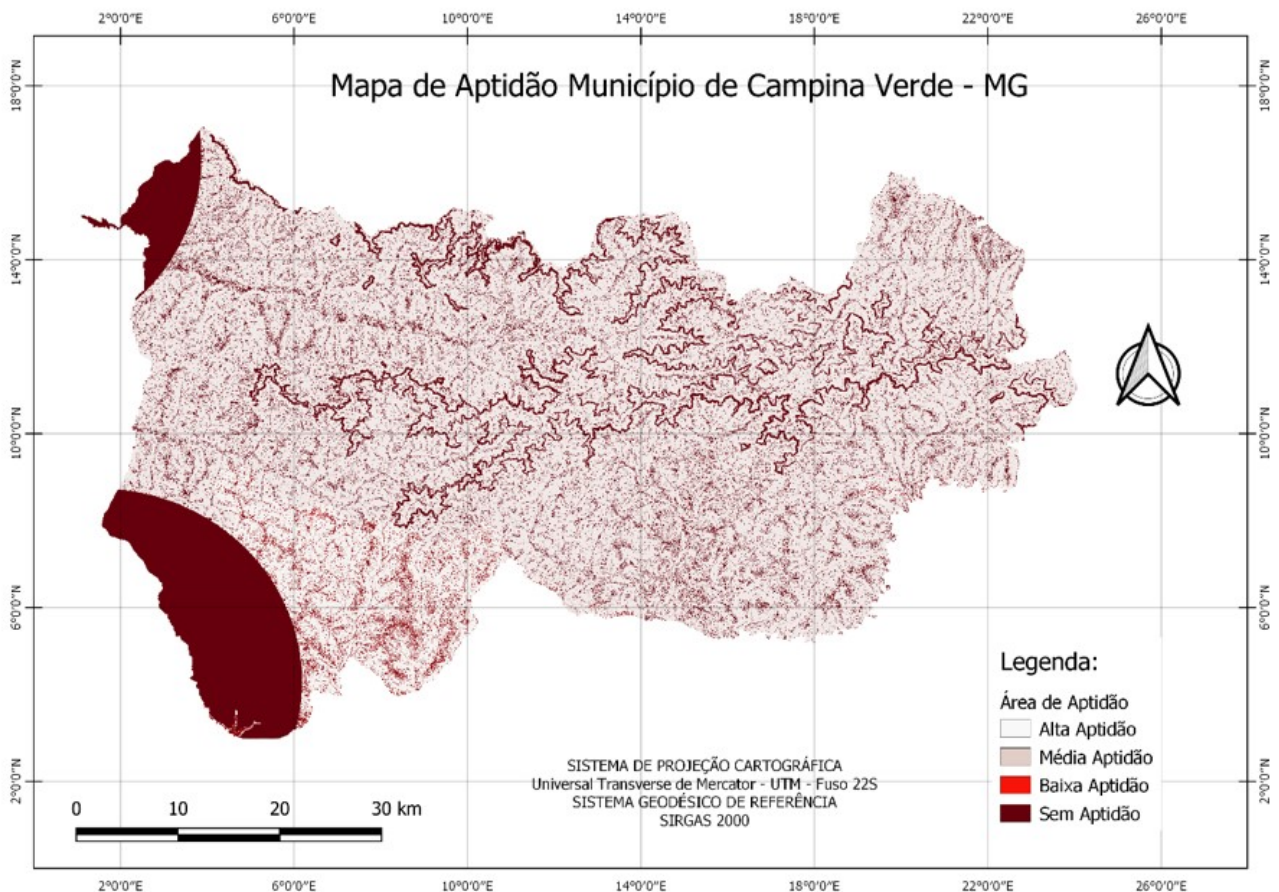 2°0'0"E 6°0'0"E 10°0'0"E 14°0'0"E 18°0'0"E 22°0'0"E 26°0'0"E
Mapa de Aptidão Município de Campina Verde - MG
18°0'0"N 18°0'0"N
14°0'0"N 14°0'0"N
10°0'0"N 10°0'0"N
6°0'0"N 6°0'0"N
2°0'0"N 2°0'0"N
Legenda:
Área de Aptidão
Alta Aptidão
Média Aptidão
Baixa Aptidão
Sem Aptidão
SISTEMA DE PROJEÇÃO CARTOGRÁFICA
Universal Transverse de Mercator - UTM - Fuso 22S
SISTEMA GEODÉSICO DE REFERÊNCIA
SIRGAS 2000
0 10 20 30 km
2°0'0"E 6°0'0"E 10°0'0"E 14°0'0"E 18°0'0"E 22°0'0"E 26°0'0"E